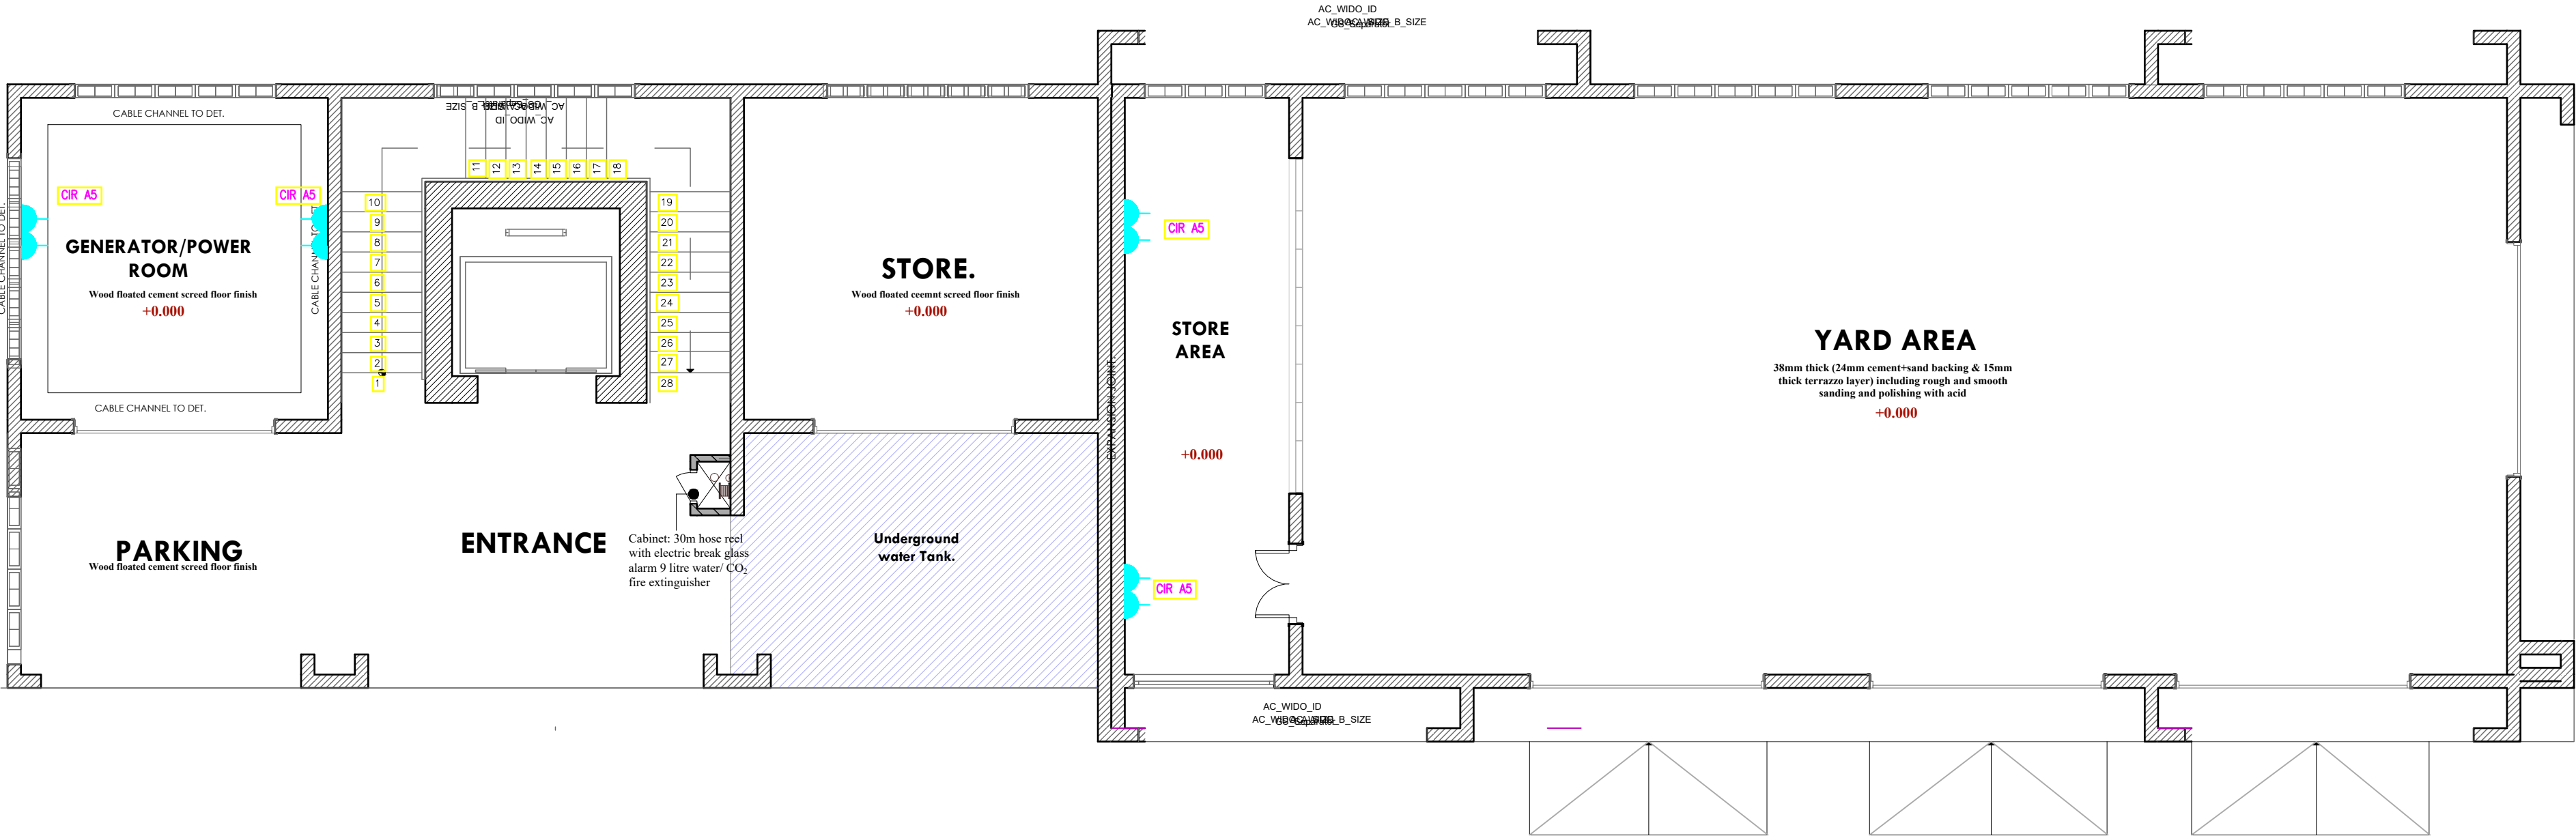 AC_WIDO_ID
CABLE CHANNEL TO DET.
AC_WIDO_ID
CIR A5
CIR A5
CABLE CHANNEL TO DET.
GENERATOR/POWER
ROOM
Wood floated cement screed floor finish
+0.000
CABLE CHANNEL TO DET.
11
12
13
14
15
16
17
18
10
9
8
7
6
5
4
3
2
1
19
20
21
22
23
24
25
26
27
28
STORE.
Wood floated ceemnt screed floor finish
+0.000
CIR A5
STORE
AREA
+0.000
EXPANSION JOINT.
CIR A5
YARD AREA
38mm thick (24mm cement+sand backing & 15mm
thick terrazzo layer) including rough and smooth
sanding and polishing with acid
+0.000
PARKING
Wood floated cement screed floor finish
ENTRANCE
Cabinet: 30m hose reel
with electric break glass
alarm 9 litre water/ CO₂
fire extinguisher
Underground
water Tank.
AC_WIDO_ID